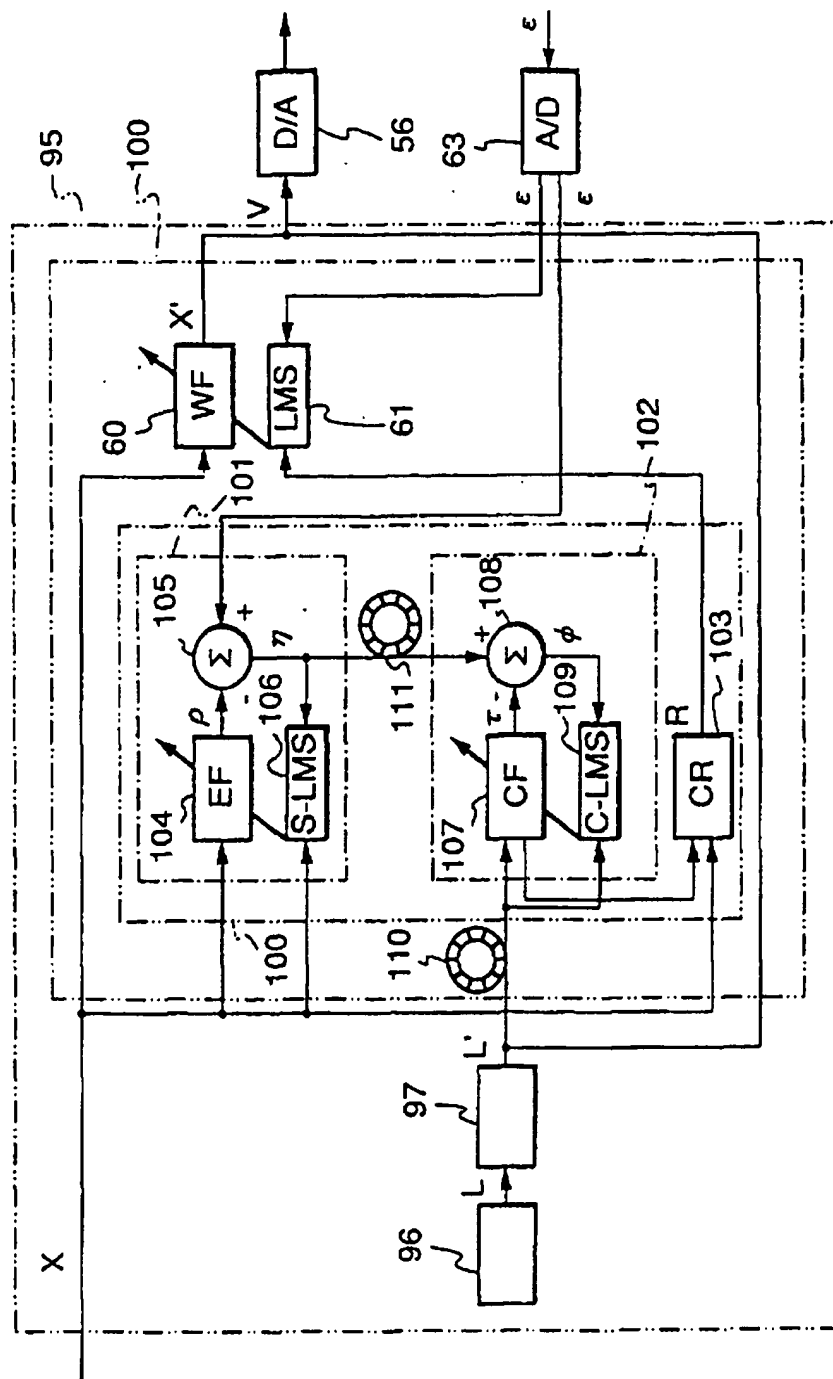 95
100
X
X'
V
60
WF
LMS
61
D/A
56
ε
ε
ε
63
A/D
101
105
Σ
+
ρ
-
η
104
EF
106
S-LMS
100
111
102
108
Σ
+
τ
-
φ
107
CF
109
C-LMS
110
R
103
CR
96
L
97
L'